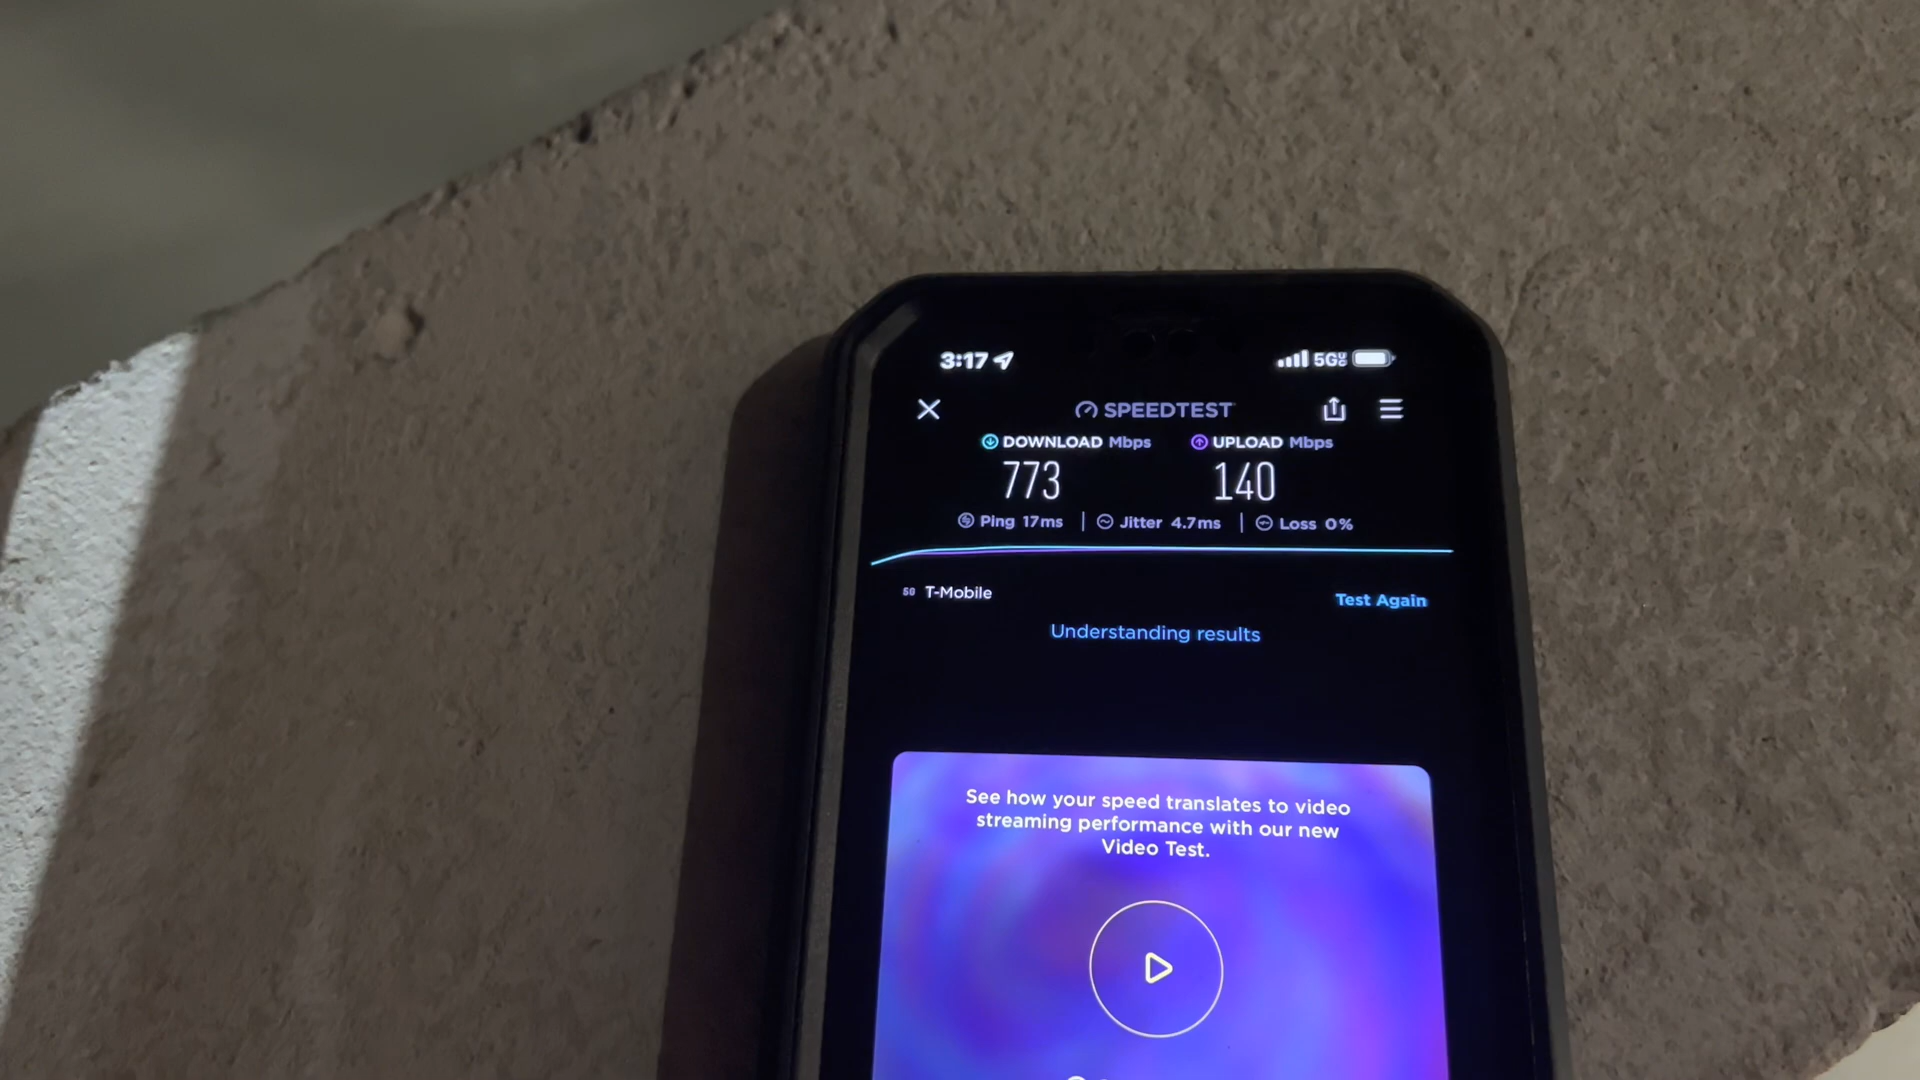 3:17 5G UC
SPEEDTEST
DOWNLOAD Mbps UPLOAD Mbps
773 140
Ping 17ms Jitter 4.7ms Loss 0%
5G T-Mobile
Test Again
Understanding results
See how your speed translates to video
streaming performance with our new
Video Test.